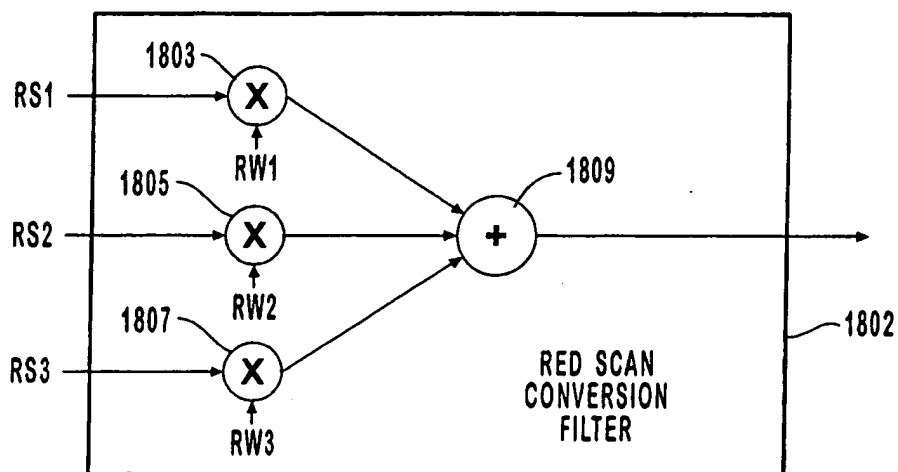 1803
RS1
X
RW1
1805
1809
RS2
X
+
RW2
1807
1802
RS3
X
RED SCAN
CONVERSION
FILTER
RW3